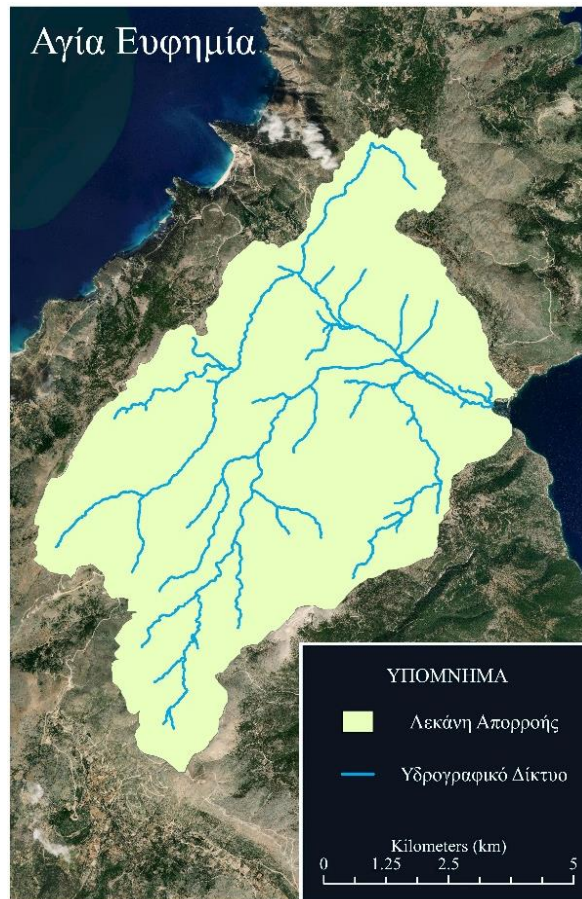 Αγία Ευφημία
ΥΠΟΜΝΗΜΑ
Λεκάνη Απορροής
Υδρογραφικό Δίκτυο
Kilometers (km)
0 1.25 2.5 5